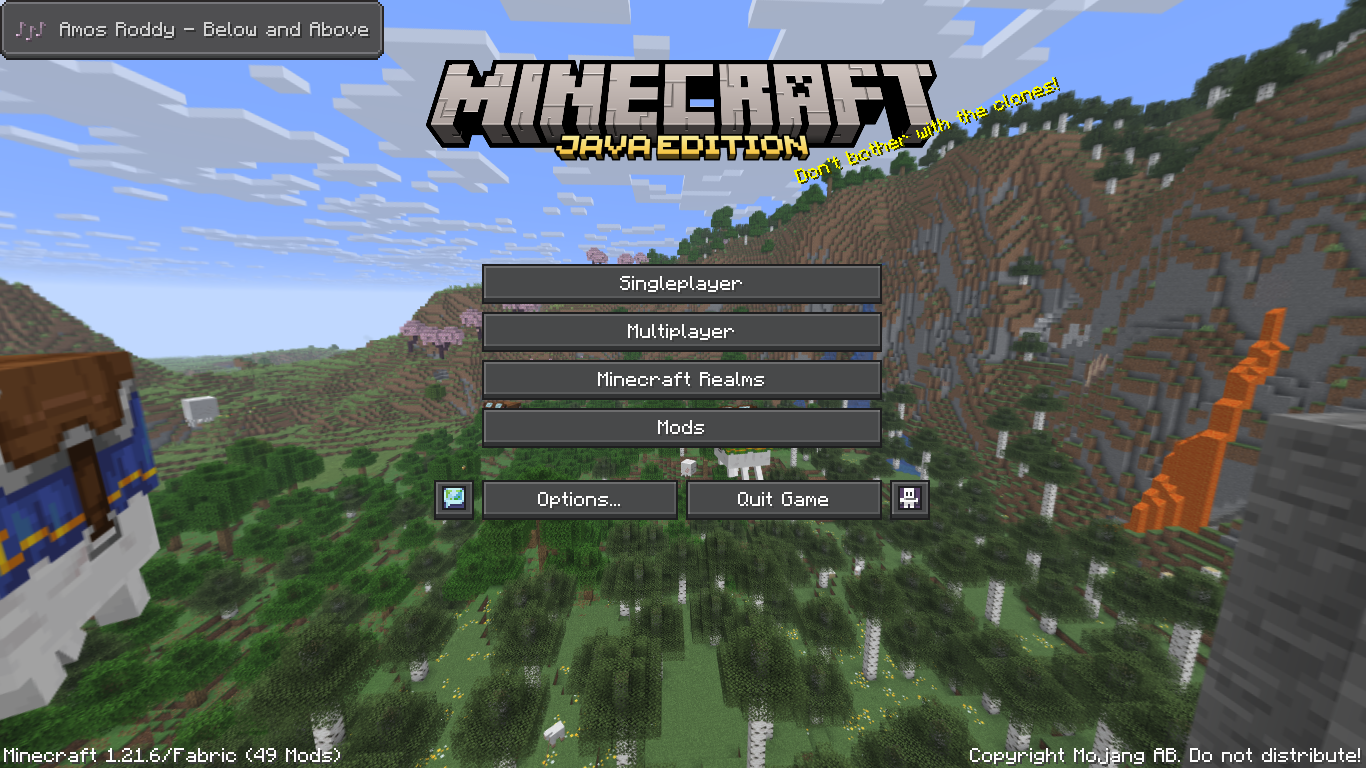 Amos Roddy - Below and Above
MINECRAFT
JAVA EDITION
Don't bother with the clones!
Singleplayer
Multiplayer
Minecraft Realms
Mods
Options...
Quit Game
Minecraft 1.21.6/Fabric (49 Mods)
Copyright Mojang AB. Do not distribute!